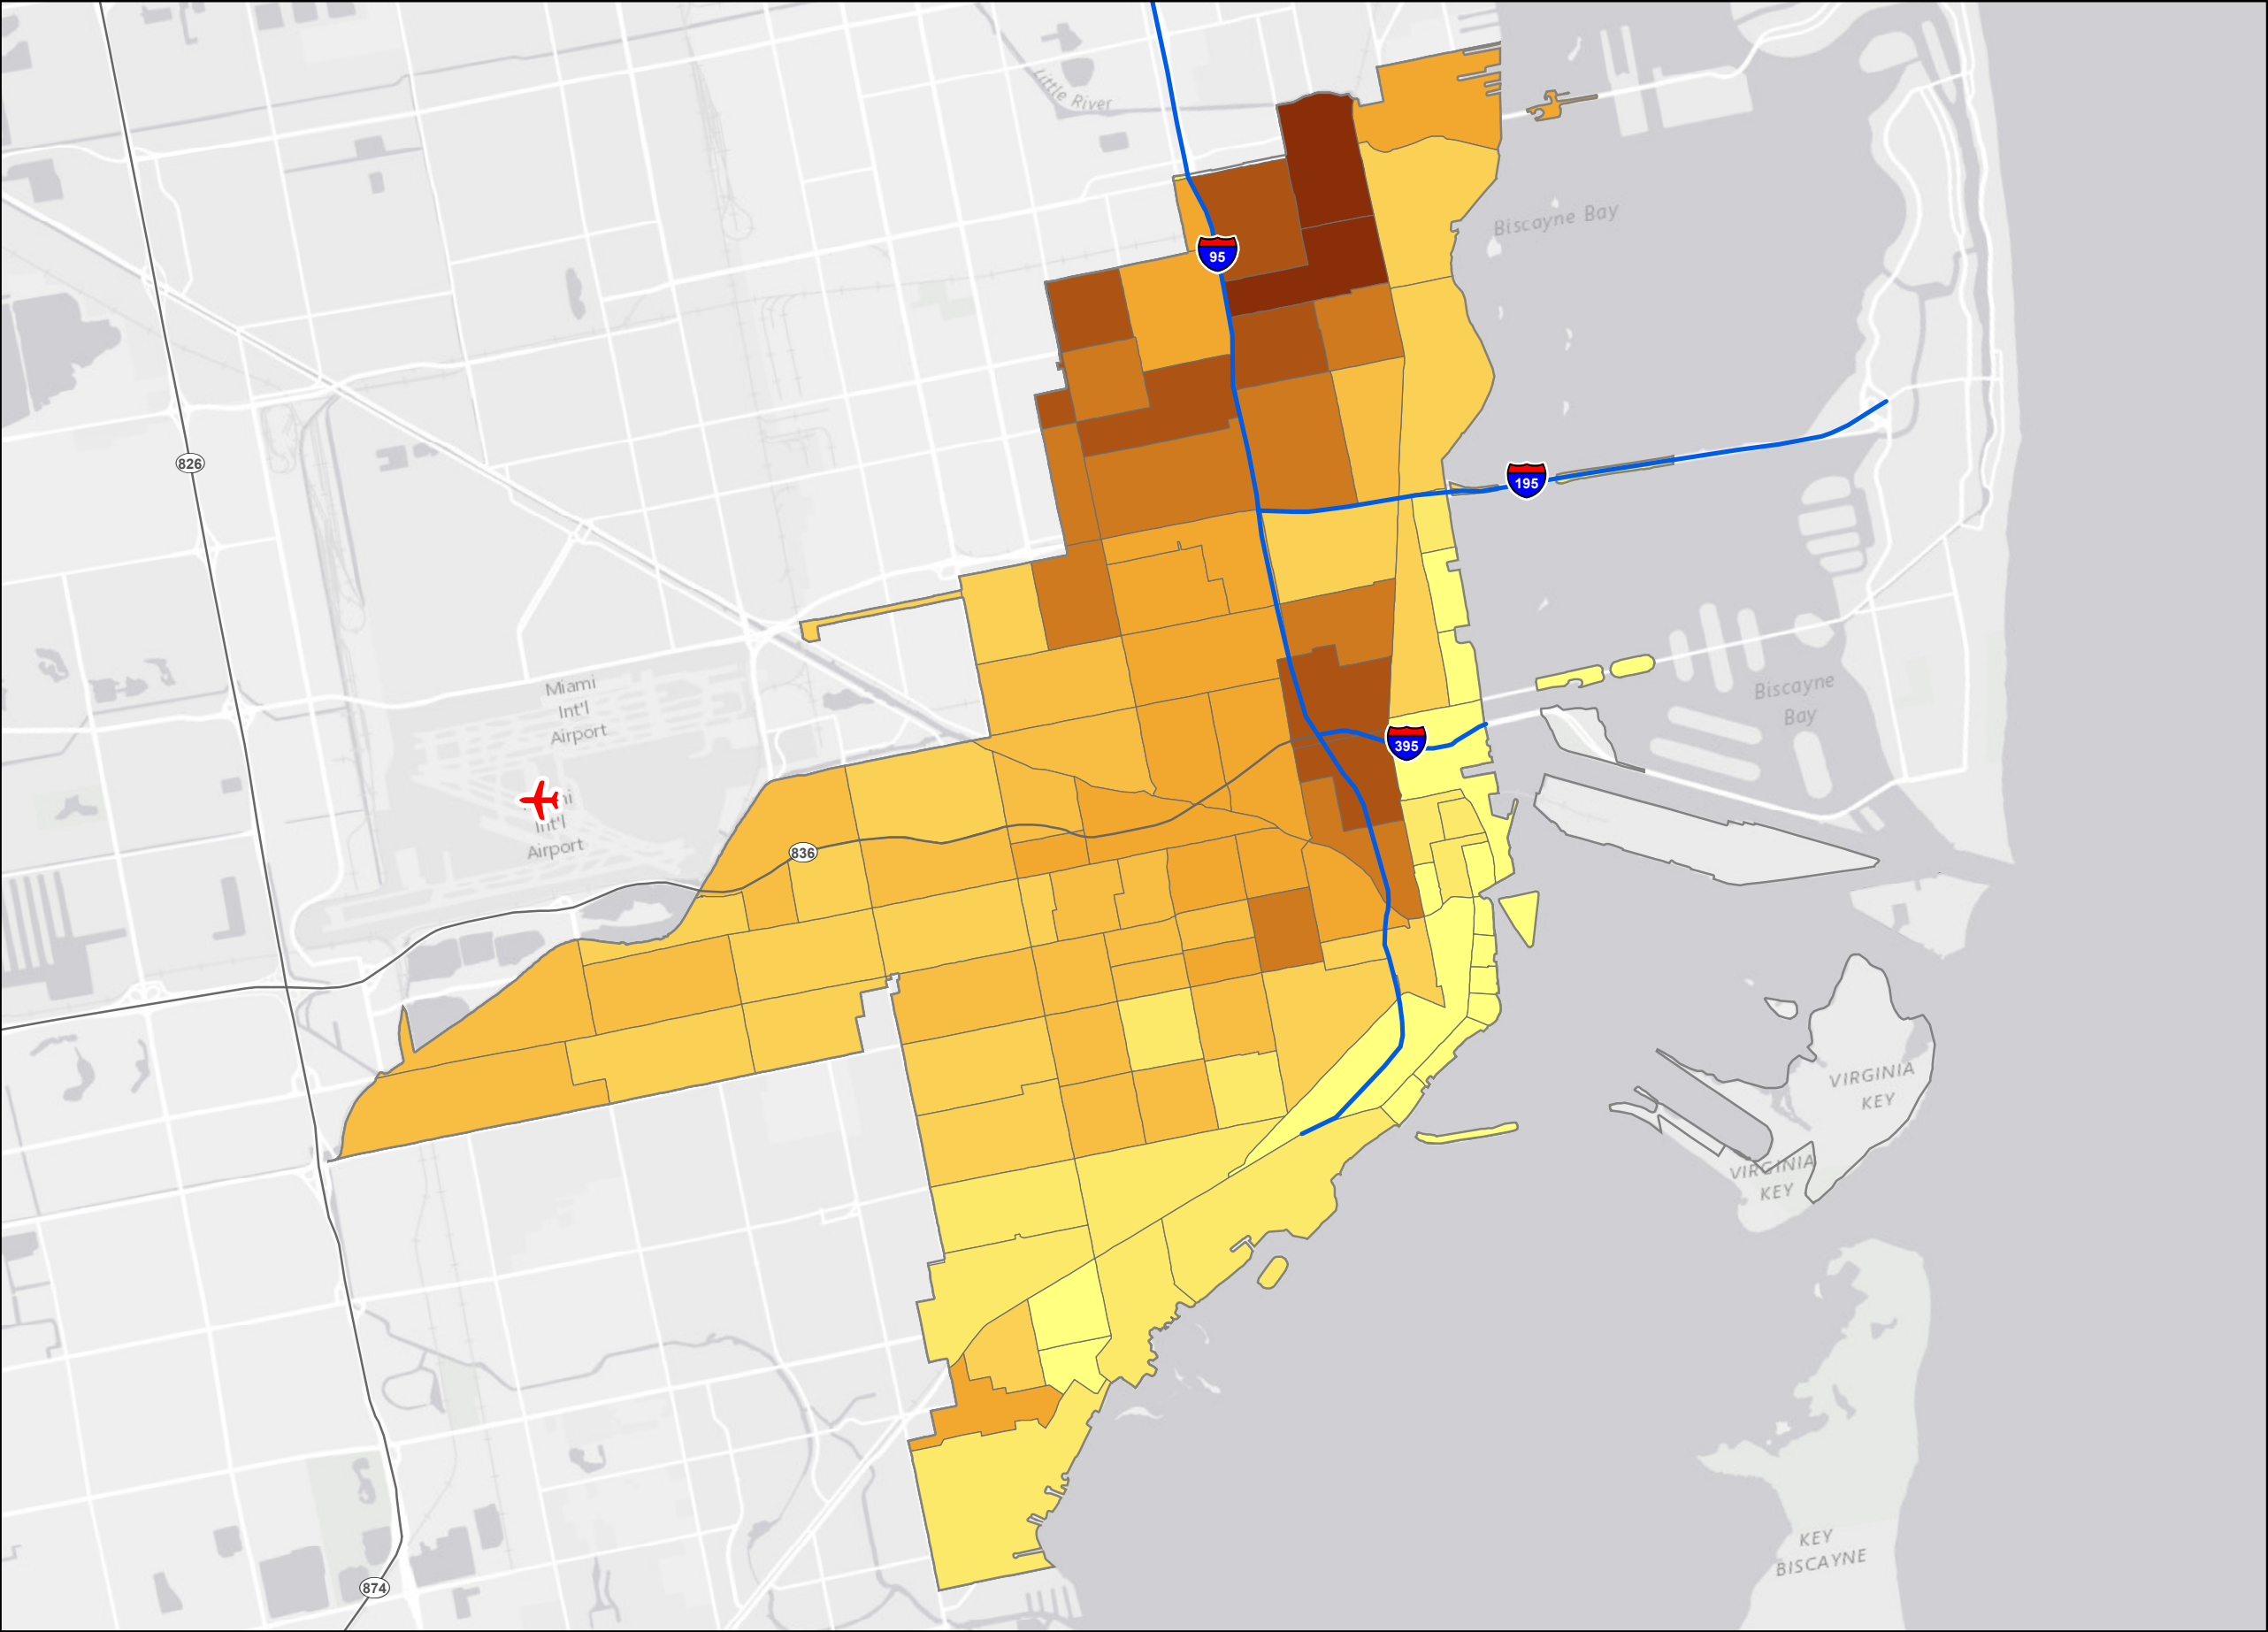 Little River
Biscayne Bay
95
826
195
Miami
Int'l
Airport
Biscayne
Bay
395
Int'l
Airport
836
VIRGINIA
KEY
VIRGINIA
KEY
KEY
BISCAYNE
874